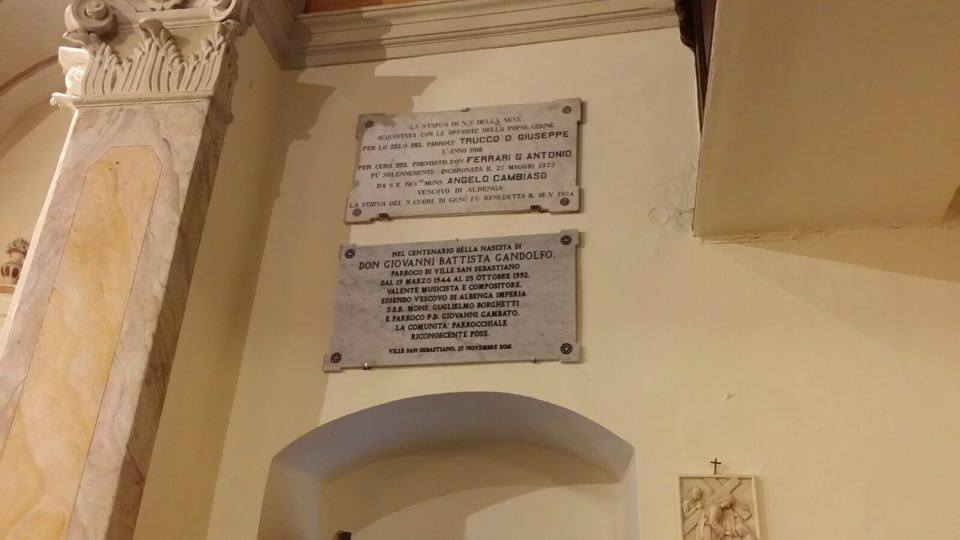 LA STATUA DI N.S. DELLA NEVE
ACQUISTATA CON LE OFFERTE DELLA POPOLAZIONE
PER LO ZELO DEL PARROCO TRUCCO D. GIUSEPPE
L'ANNO 1918
PER CURA DEL PREVOSTO DON FERRARI G. ANTONIO
FÙ SOLENNEMENTE INCORONATA IL 27 MAGGIO 1923
DA S.E. REV.MO MONS. ANGELO CAMBIASO
VESCOVO DI ALBENGA
LA STATUA DEL S. CUORE DI GESÙ FU BENEDETTA IL 18. V. 1924
NEL CENTENARIO DELLA NASCITA DI
DON GIOVANNI BATTISTA GANDOLFO.
PARROCO DI VILLE SAN SEBASTIANO
DAL 19 MARZO 1944 AL 25 OTTOBRE 1992.
VALENTE MUSICISTA E COMPOSITORE.
ESSENDO VESCOVO DI ALBENGA IMPERIA
S.E.R. MONS. GUGLIELMO BORGHETTI
E PARROCO P.D. GIOVANNI GAMBATO.
LA COMUNITA' PARROCCHIALE
RICONOSCENTE POSE.
VILLE SAN SEBASTIANO, 27 NOVEMBRE 2016